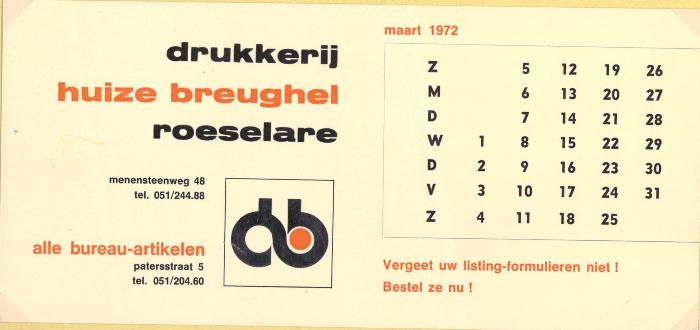 drukkerij
huize breughel
roeselare
menensteenweg 48
tel. 051/244.88
db
alle bureau-artikelen
patersstraat 5
tel. 051/204.60
maart 1972
Z 5 12 19 26
M 6 13 20 27
D 7 14 21 28
W 1 8 15 22 29
D 2 9 16 23 30
V 3 10 17 24 31
Z 4 11 18 25
Vergeet uw listing-formulieren niet !
Bestel ze nu !